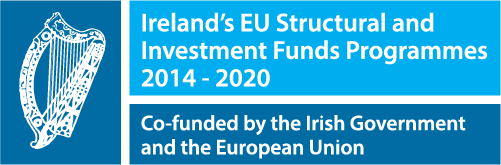 Ireland's EU Structural and
Investment Funds Programmes
2014 - 2020
Co-funded by the Irish Government
and the European Union